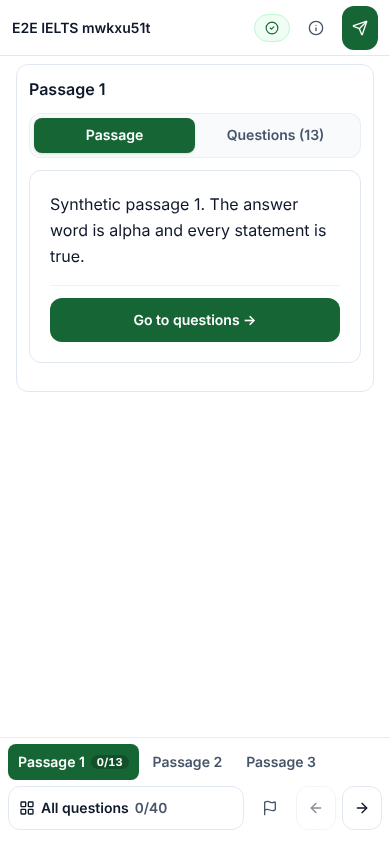 E2E IELTS mwkxu51t
Passage 1
Passage
Questions (13)
Synthetic passage 1. The answer
word is alpha and every statement is
true.
Go to questions →
Passage 1 0/13
Passage 2
Passage 3
All questions 0/40